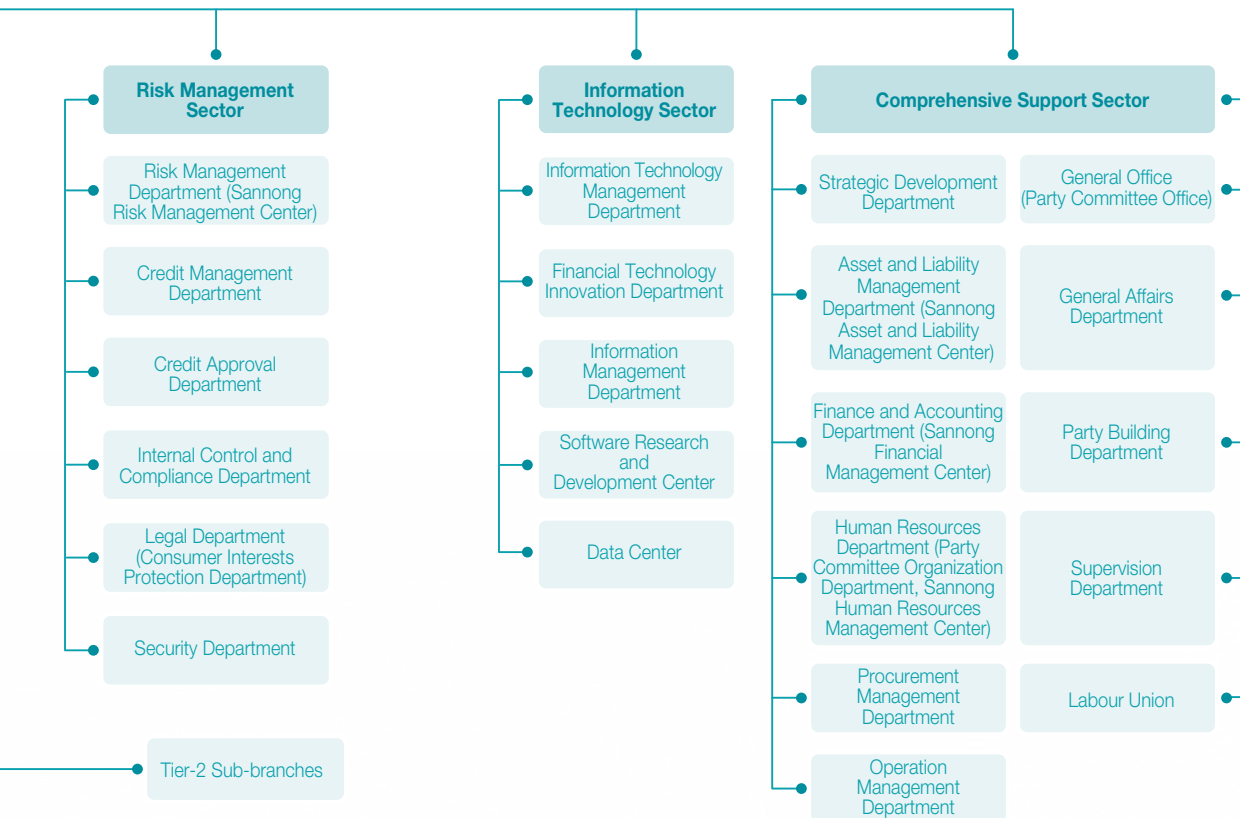 Risk Management
Sector
Risk Management
Department (Sannong
Risk Management Center)
Credit Management
Department
Credit Approval
Department
Internal Control and
Compliance Department
Legal Department
(Consumer Interests
Protection Department)
Security Department
Tier-2 Sub-branches
Information
Technology Sector
Information Technology
Management
Department
Financial Technology
Innovation Department
Information
Management
Department
Software Research
and
Development Center
Data Center
Comprehensive Support Sector
Strategic Development
Department
Asset and Liability
Management
Department (Sannong
Asset and Liability
Management Center)
Finance and Accounting
Department (Sannong
Financial
Management Center)
Human Resources
Department (Party
Committee Organization
Department, Sannong
Human Resources
Management Center)
Procurement
Management
Department
Operation
Management
Department
General Office
(Party Committee Office)
General Affairs
Department
Party Building
Department
Supervision
Department
Labour Union